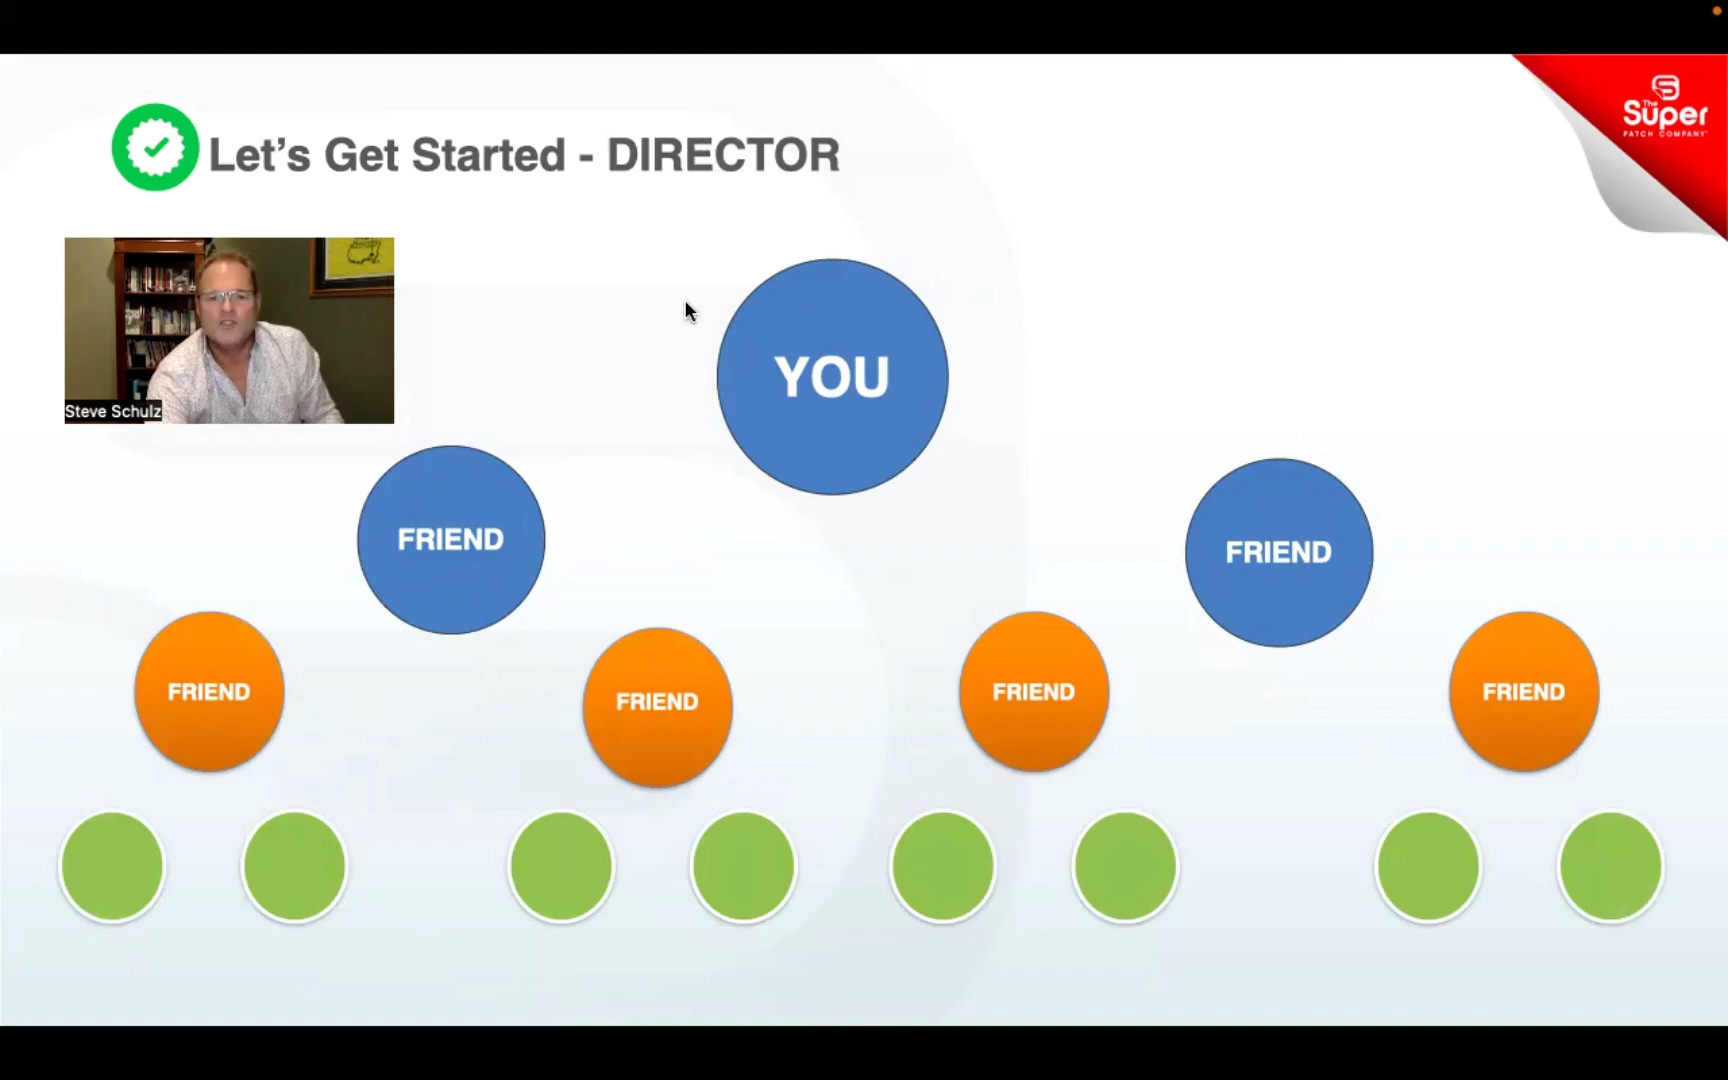 The
Super
PATCH COMPANY
Let's Get Started - DIRECTOR
Steve Schulz
YOU
FRIEND
FRIEND
FRIEND
FRIEND
FRIEND
FRIEND